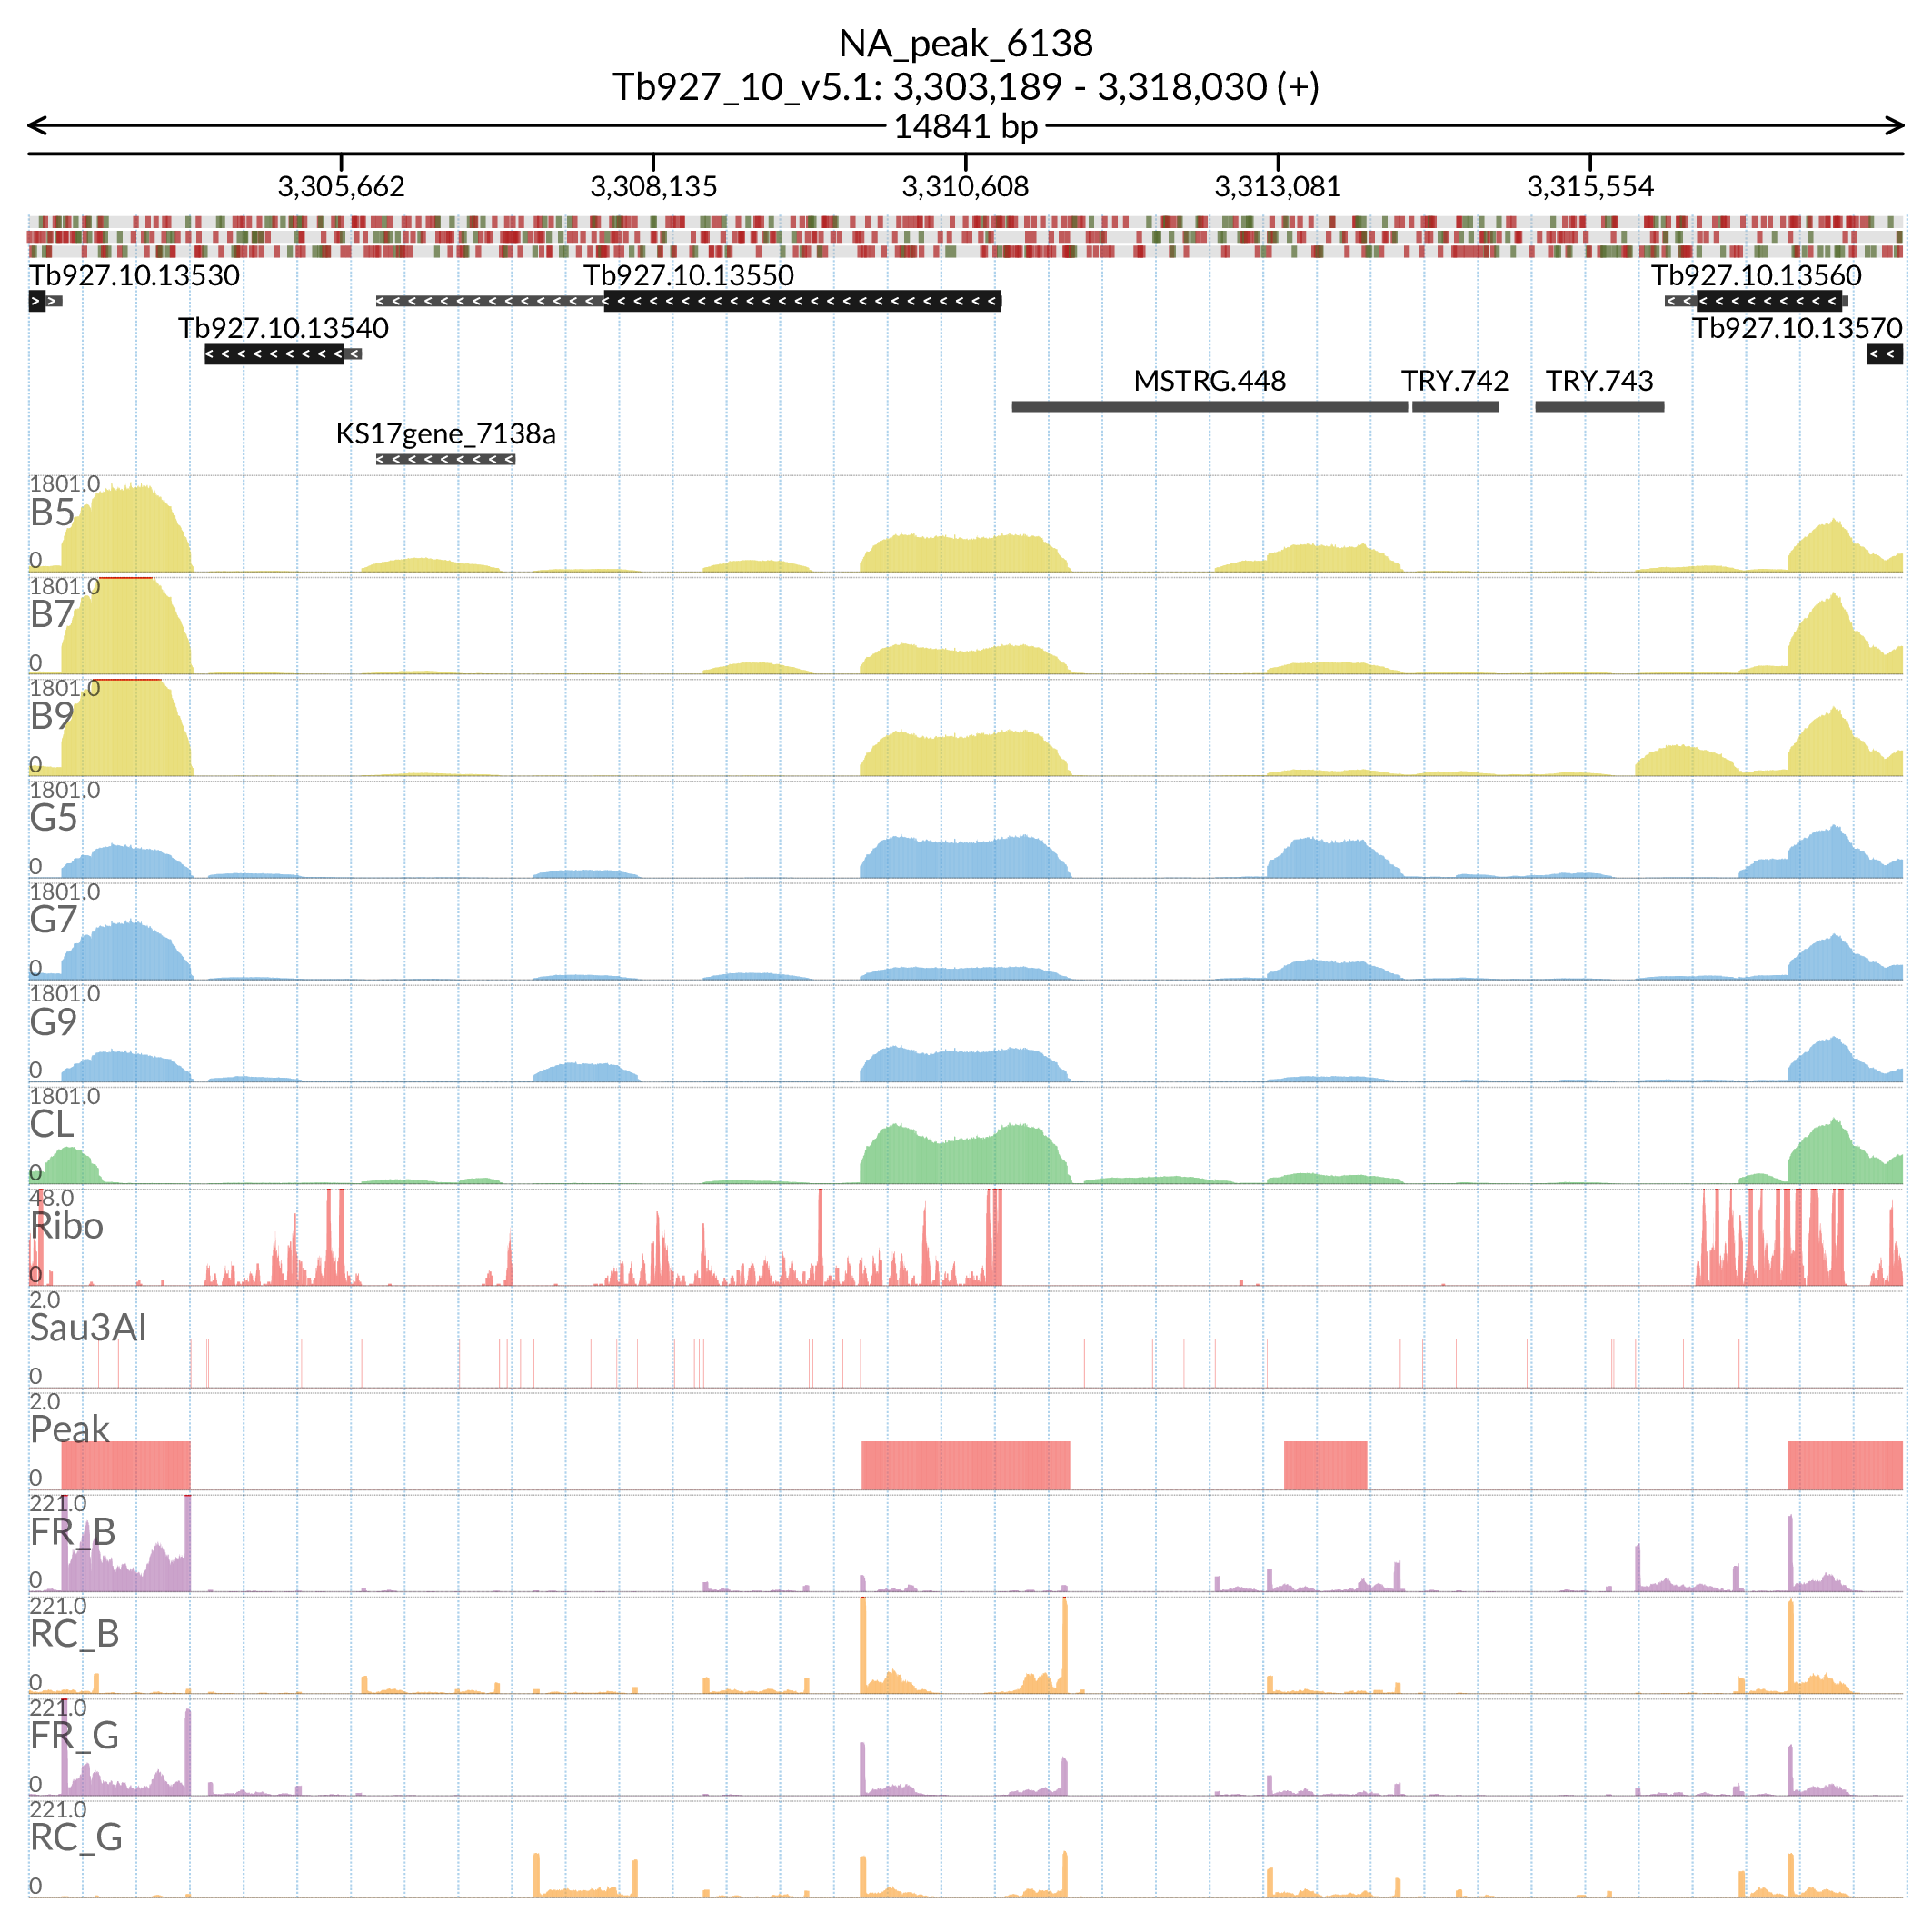 NA_peak_6138
Tb927_10_v5.1: 3,303,189 - 3,318,030 (+)
14841 bp
3,305,662 3,308,135 3,310,608 3,313,081 3,315,554
Tb927.10.13530 Tb927.10.13550 Tb927.10.13560
Tb927.10.13540 Tb927.10.13570
MSTRG.448 TRY.742 TRY.743
KS17gene_7138a
1801.0
B5
0
1801.0
B7
0
1801.0
B9
0
1801.0
G5
0
1801.0
G7
0
1801.0
G9
0
1801.0
CL
0
48.0
Ribo
0
2.0
Sau3AI
0
2.0
Peak
0
221.0
FR_B
0
221.0
RC_B
0
221.0
FR_G
0
221.0
RC_G
0